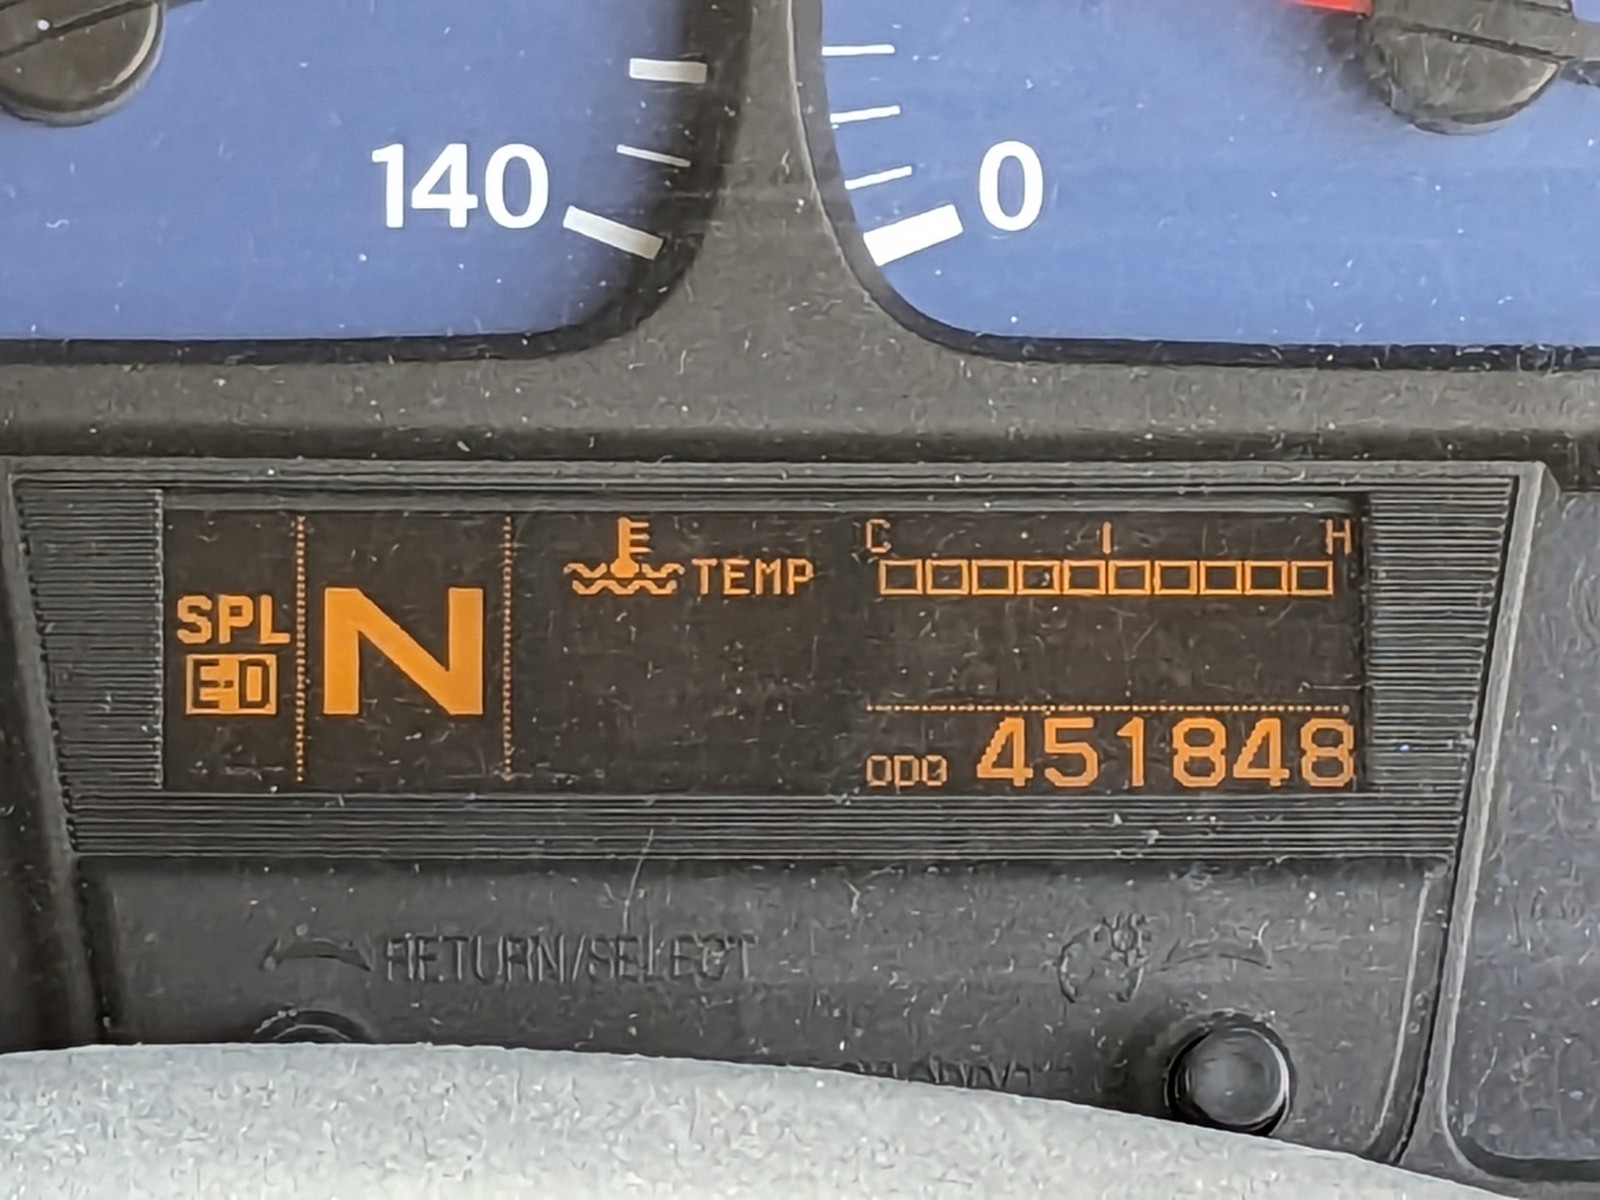 140
0
C H
TEMP
SPL
E-D
N
ODO 451848
RETURN/SELECT